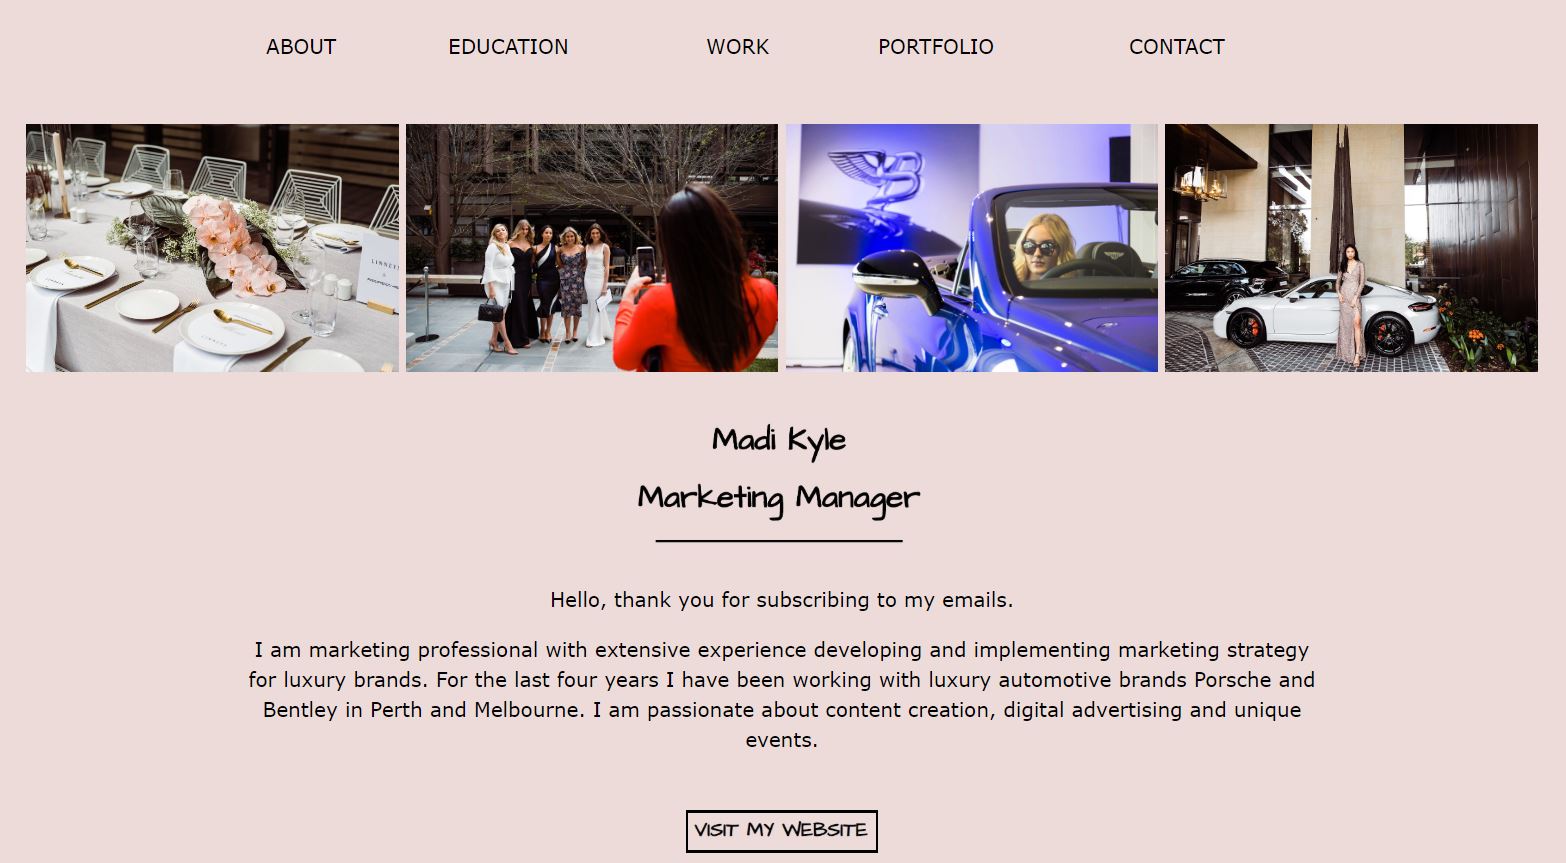 ABOUT EDUCATION WORK PORTFOLIO CONTACT
LINNEYS
Madi Kyle
Marketing Manager
Hello, thank you for subscribing to my emails.
I am marketing professional with extensive experience developing and implementing marketing strategy
for luxury brands. For the last four years I have been working with luxury automotive brands Porsche and
Bentley in Perth and Melbourne. I am passionate about content creation, digital advertising and unique
events.
VISIT MY WEBSITE